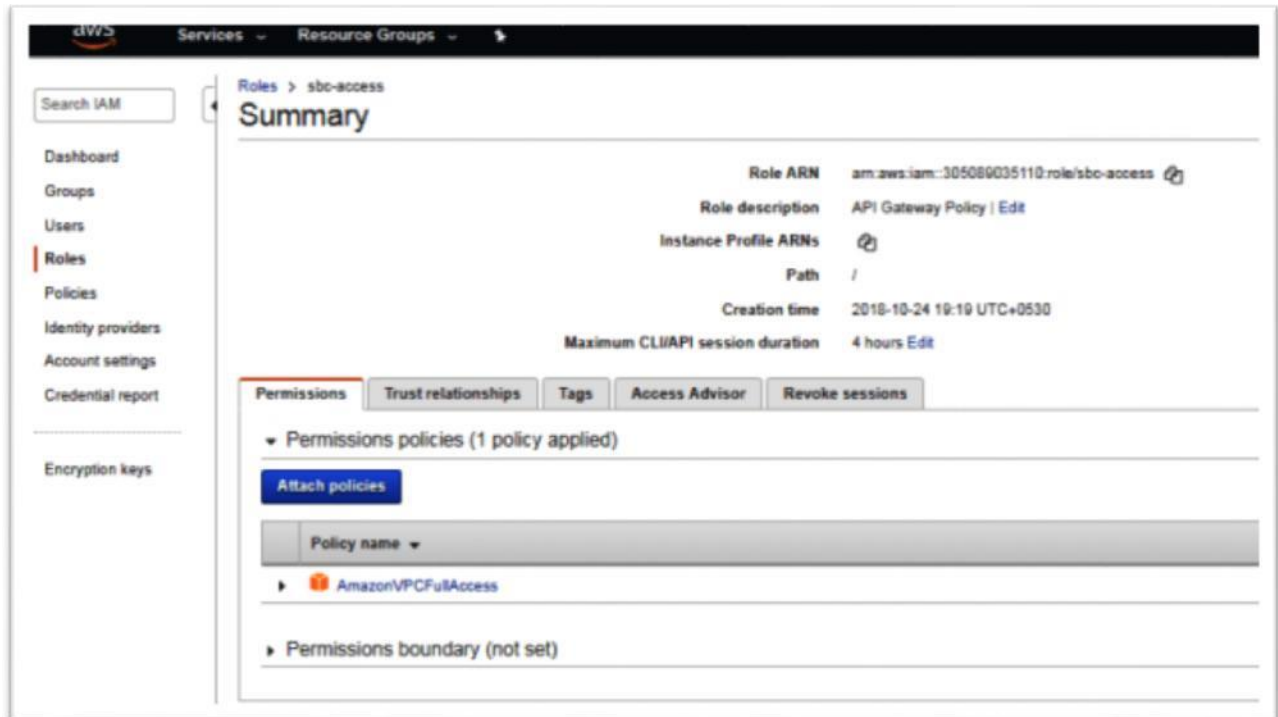 aws Services Resource Groups
Search IAM
Dashboard
Groups
Users
Roles
Policies
Identity providers
Account settings
Credential report
Encryption keys
Roles > sbc-access
Summary
Role ARN arn:aws:iam::305089035110:role/sbc-access
Role description API Gateway Policy | Edit
Instance Profile ARNs
Path /
Creation time 2018-10-24 19:19 UTC+0530
Maximum CLI/API session duration 4 hours Edit
Permissions Trust relationships Tags Access Advisor Revoke sessions
Permissions policies (1 policy applied)
Attach policies
Policy name
AmazonVPCFullAccess
Permissions boundary (not set)